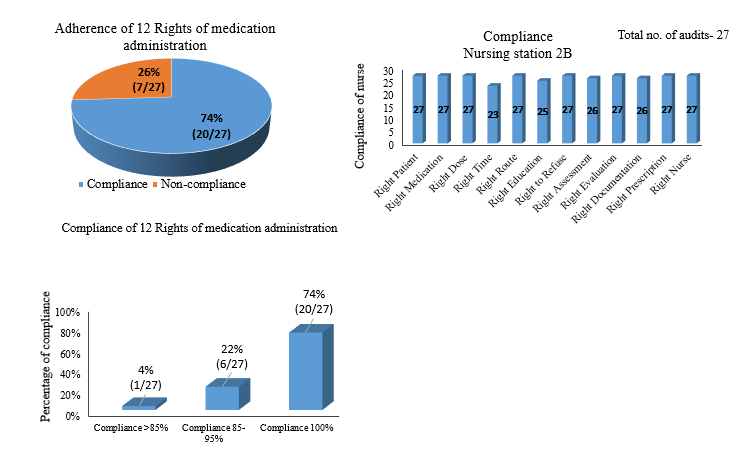 Adherence of 12 Rights of medication
administration
26%
(7/27)
74%
(20/27)
Compliance
Non-compliance
Compliance
Nursing station 2B
Total no. of audits- 27
Compliance of nurse
30
25
20
15
10
5
0
27
27
27
23
27
25
27
26
27
26
27
27
Right Patient
Right Medication
Right Dose
Right Time
Right Route
Right Education
Right to Refuse
Right Assessment
Right Evaluation
Right Documentation
Right Prescription
Right Nurse
Compliance of 12 Rights of medication administration
Percentage of compliance
100%
80%
60%
40%
20%
0%
4%
(1/27)
22%
(6/27)
74%
(20/27)
Compliance >85%
Compliance 85-
95%
Compliance 100%